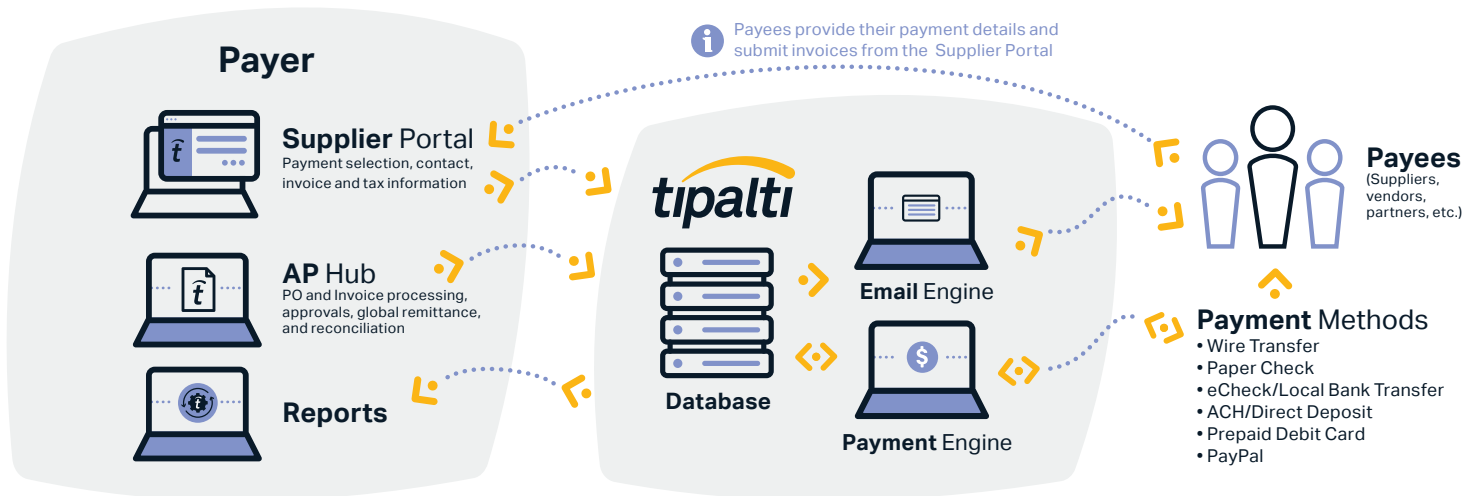 Payees provide their payment details and
submit invoices from the Supplier Portal
Payer
Supplier Portal
Payment selection, contact,
invoice and tax information
AP Hub
PO and Invoice processing,
approvals, global remittance,
and reconciliation
Reports
tipalti
Database
Email Engine
$
Payment Engine
Payees
(Suppliers,
vendors,
partners, etc.)
Payment Methods
• Wire Transfer
• Paper Check
• eCheck/Local Bank Transfer
• ACH/Direct Deposit
• Prepaid Debit Card
• PayPal
i
t
t
t